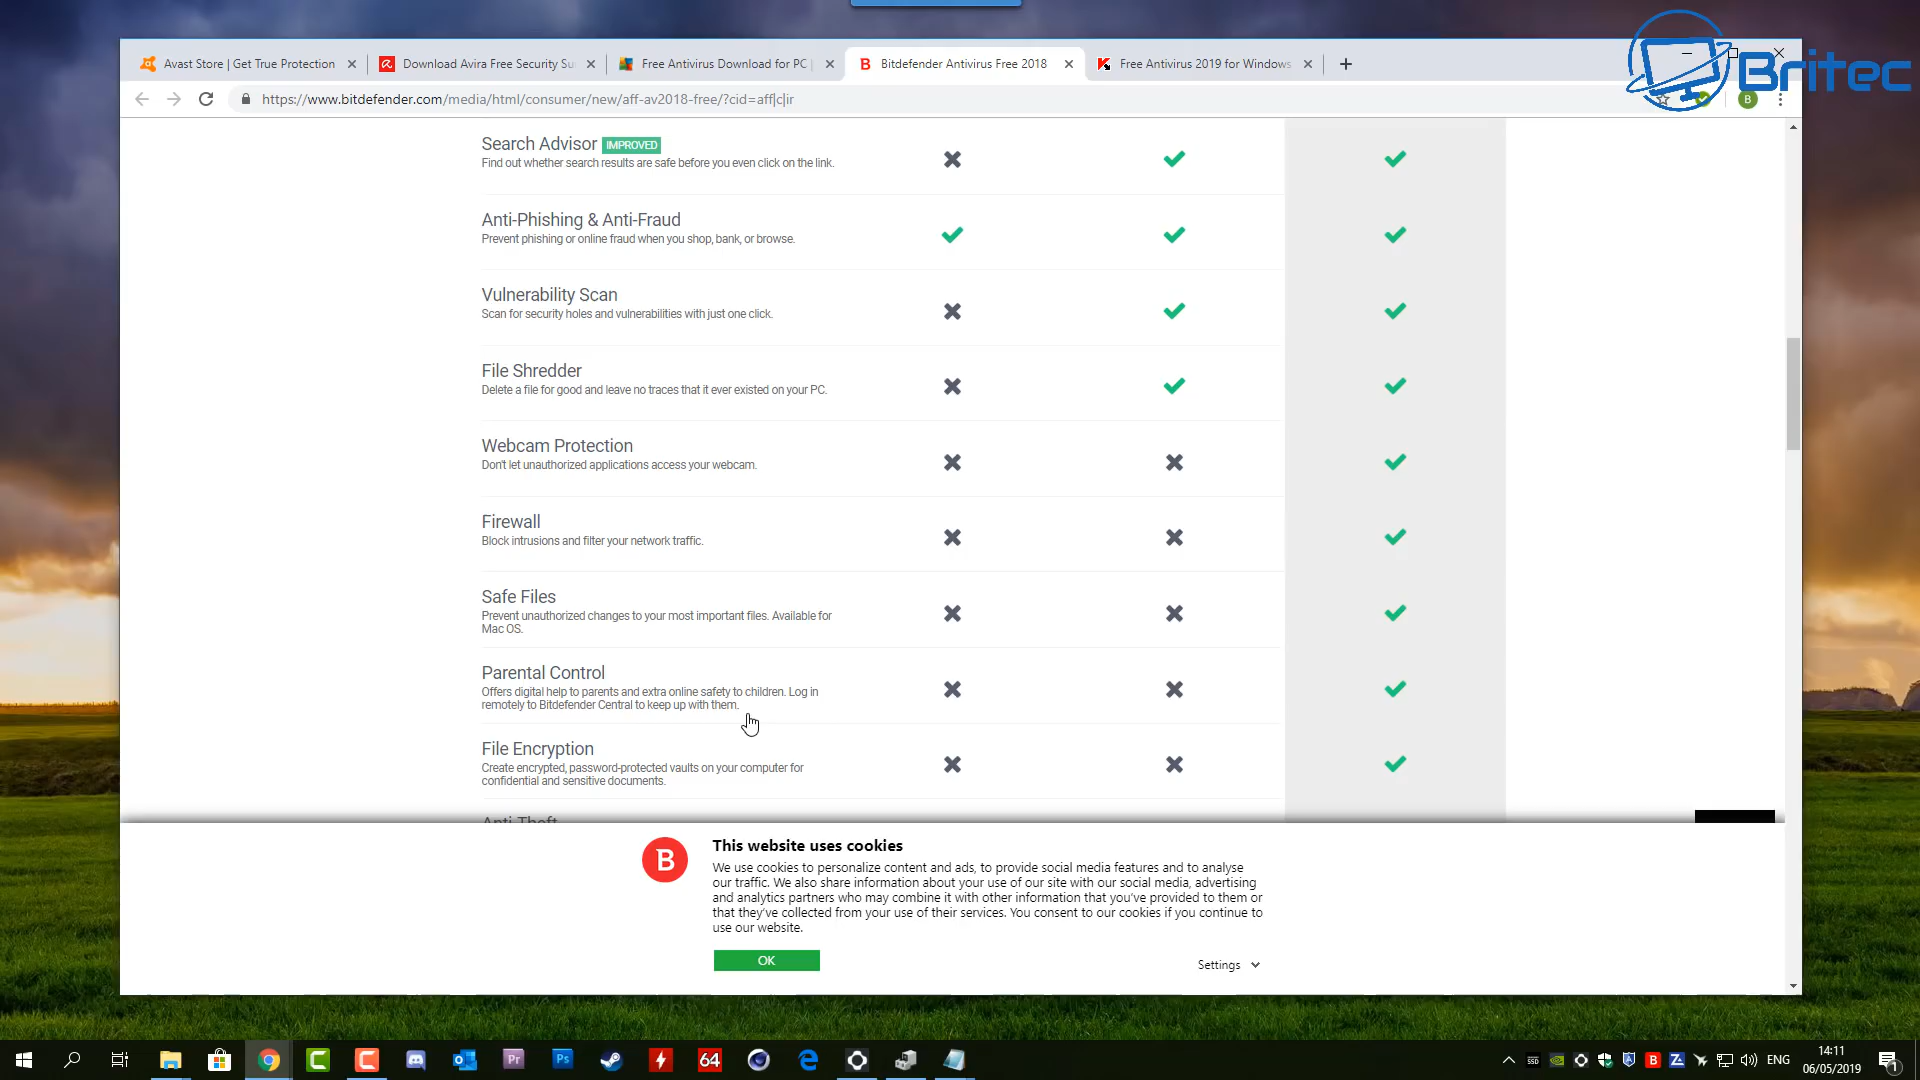 Avast Store | Get True Protection
Download Avira Free Security Su
Free Antivirus Download for PC |
Bitdefender Antivirus Free 2018
Free Antivirus 2019 for Windows
Britec
https://www.bitdefender.com/media/html/consumer/new/aff-av2018-free/?cid=aff|c|ir
B
Search Advisor IMPROVED
Find out whether search results are safe before you even click on the link.
Anti-Phishing & Anti-Fraud
Prevent phishing or online fraud when you shop, bank, or browse.
Vulnerability Scan
Scan for security holes and vulnerabilities with just one click.
File Shredder
Delete a file for good and leave no traces that it ever existed on your PC.
Webcam Protection
Don't let unauthorized applications access your webcam.
Firewall
Block intrusions and filter your network traffic.
Safe Files
Prevent unauthorized changes to your most important files. Available for
Mac OS.
Parental Control
Offers digital help to parents and extra online safety to children. Log in
remotely to Bitdefender Central to keep up with them.
File Encryption
Create encrypted, password-protected vaults on your computer for
confidential and sensitive documents.
Anti-Theft
B
This website uses cookies
We use cookies to personalize content and ads, to provide social media features and to analyse
our traffic. We also share information about your use of our site with our social media, advertising
and analytics partners who may combine it with other information that you've provided to them or
that they've collected from your use of their services. You consent to our cookies if you continue to
use our website.
OK
Settings
Pr
Ps
64
SSD
B
Z
ENG
14:11
06/05/2019
1